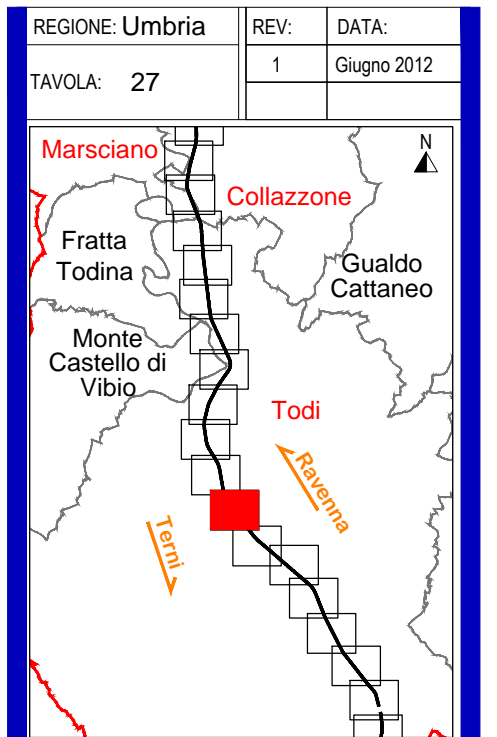 REGIONE: Umbria
REV:
DATA:
TAVOLA: 27
1
Giugno 2012
N
Marsciano
Collazzone
Fratta
Todina
Gualdo
Cattaneo
Monte
Castello di
Vibio
Todi
Ravenna
Terni